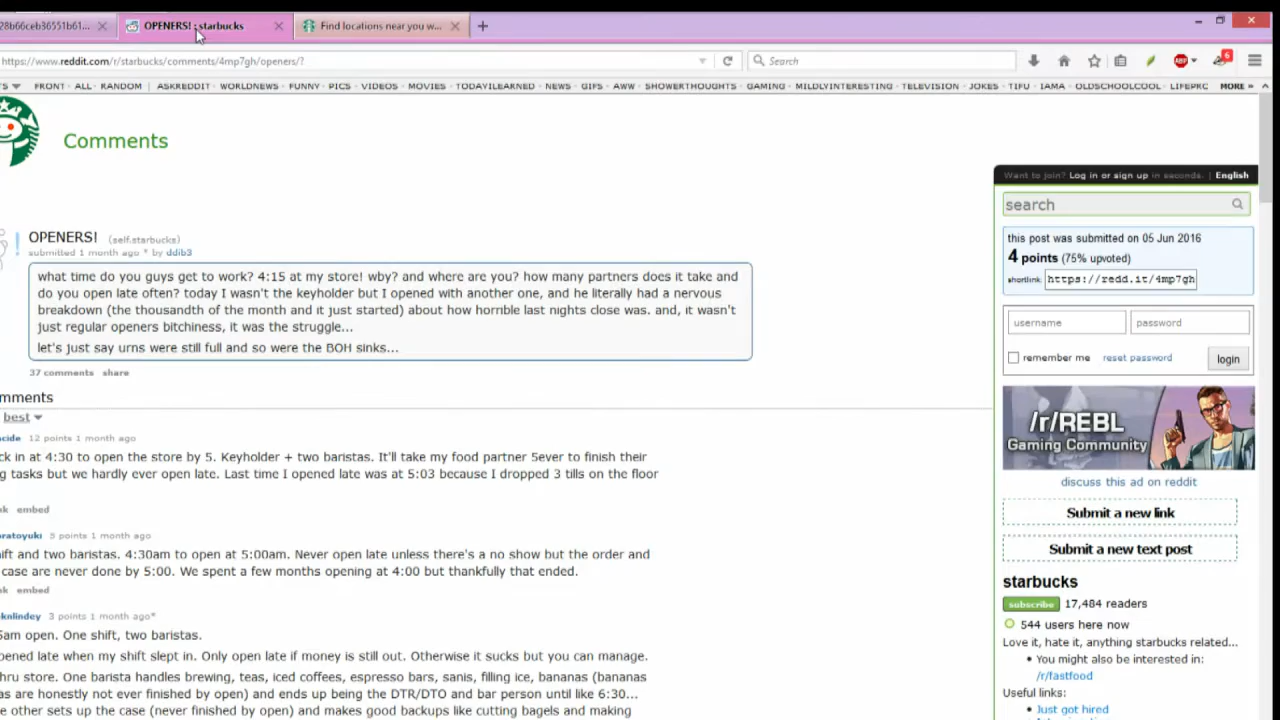 28b66ceb36551b61...
OPENERS! : starbucks
Find locations near you w...
https://www.reddit.com/r/starbucks/comments/4mp7gh/openers/?
Search
ABP
6
FRONT - ALL - RANDOM | ASKREDDIT - WORLDNEWS - FUNNY - PICS - VIDEOS - MOVIES - TODAYILEARNED - NEWS - GIFS - AWW - SHOWERTHOUGHTS - GAMING - MILDLYINTERESTING - TELEVISION - JOKES - TIFU - IAMA - OLDSCHOOLCOOL - LIFEPRC MORE »
Comments
Want to join? Log in or sign up in seconds. | English
search
OPENERS! (self.starbucks)
submitted 1 month ago * by ddib3
what time do you guys get to work? 4:15 at my store! wby? and where are you? how many partners does it take and
do you open late often? today I wasn't the keyholder but I opened with another one, and he literally had a nervous
breakdown (the thousandth of the month and it just started) about how horrible last nights close was. and, it wasn't
just regular openers bitchiness, it was the struggle...
let's just say urns were still full and so were the BOH sinks...
37 comments share
this post was submitted on 05 Jun 2016
4 points (75% upvoted)
shortlink: https://redd.it/4mp7gh
username
password
remember me
reset password
login
mments
best
cide 12 points 1 month ago
ck in at 4:30 to open the store by 5. Keyholder + two baristas. It'll take my food partner 5ever to finish their
g tasks but we hardly ever open late. Last time I opened late was at 5:03 because I dropped 3 tills on the floor
nk embed
oratoyuki 3 points 1 month ago
ift and two baristas. 4:30am to open at 5:00am. Never open late unless there's a no show but the order and
case are never done by 5:00. We spent a few months opening at 4:00 but thankfully that ended.
nk embed
knlindey 3 points 1 month ago*
5am open. One shift, two baristas.
pened late when my shift slept in. Only open late if money is still out. Otherwise it sucks but you can manage.
thru store. One barista handles brewing, teas, iced coffees, espresso bars, sanis, filling ice, bananas (bananas
as are honestly not ever finished by open) and ends up being the DTR/DTO and bar person until like 6:30...
e other sets up the case (never finished by open) and makes good backups like cutting bagels and making
/r/REBL
Gaming Community
discuss this ad on reddit
Submit a new link
Submit a new text post
starbucks
subscribe 17,484 readers
544 users here now
Love it, hate it, anything starbucks related...
• You might also be interested in:
/r/fastfood
Useful links:
• Just got hired